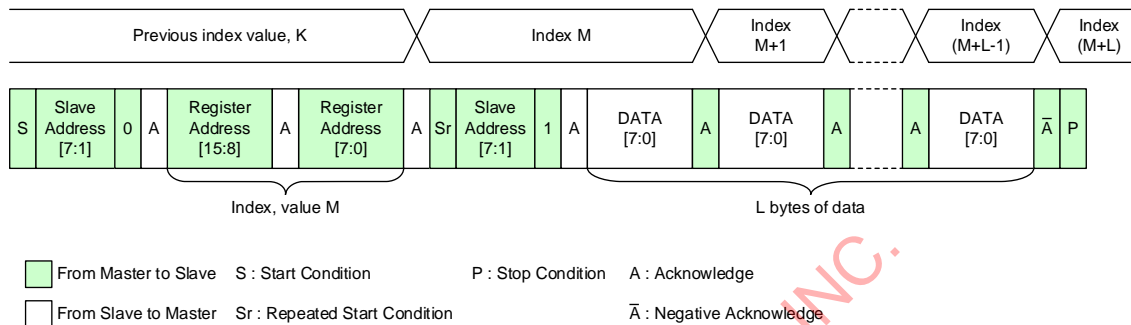 Previous index value, K
Index M
Index
M+1
Index
(M+L-1)
Index
(M+L)
S
Slave
Address
[7:1]
0
A
Register
Address
[15:8]
A
Register
Address
[7:0]
A
Sr
Slave
Address
[7:1]
1
A
DATA
[7:0]
A
DATA
[7:0]
A
A
DATA
[7:0]
A̅
P
Index, value M
L bytes of data
From Master to Slave S : Start Condition P : Stop Condition A : Acknowledge
From Slave to Master Sr : Repeated Start Condition A̅ : Negative Acknowledge
INC.